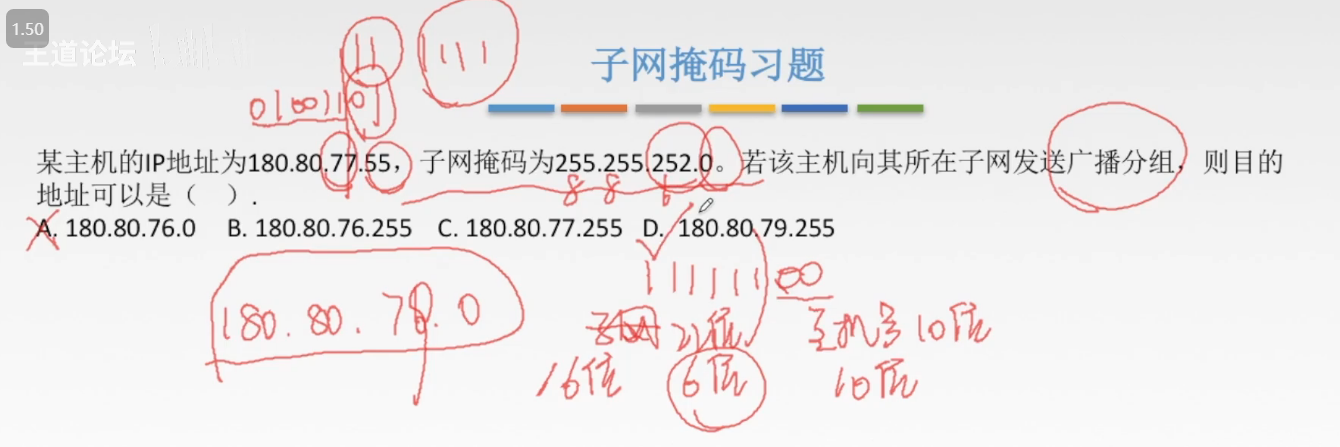 1.50
王道论坛
11
111
子网掩码习题
01001101
某主机的IP地址为180.80.77.55，子网掩码为255.255.252.0。若该主机向其所在子网发送广播分组，则目的
地址可以是（ ）.
8 8 6
A. 180.80.76.0 B. 180.80.76.255 C. 180.80.77.255 D. 180.80.79.255
111111 00
180.80. .0
22位 主机号10位
16位 6位 10位